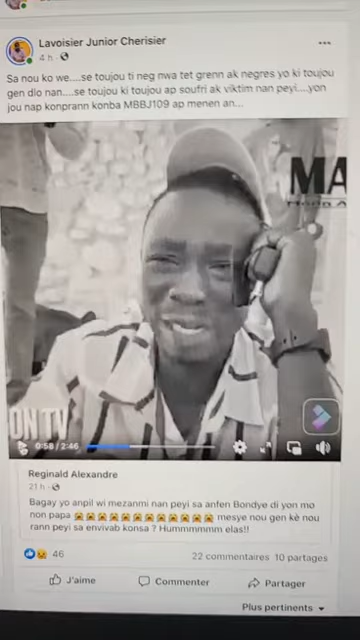 Lavoisier Junior Cherisier
4 h ·
Sa nou ko we....se toujou ti neg nwa tet grenn ak negres yo ki toujou
gen dlo nan....se toujou ki toujou ap soufri ak viktim nan peyi....yon
jou nap konprann konba MBBJ109 ap menen an...
MA
ON TV
0:58 / 2:46
Reginald Alexandre
21 h ·
Bagay yo anpil wi mezanmi nan peyi sa anfen Bondye di yon mo
non papa 😭😭😭😭😭😭😭😭😭😭😭😭 mesye nou gen kè nou
rann peyi sa envivab konsa ? Hummmmmm elas!!
46
22 commentaires 10 partages
J'aime
Commenter
Partager
Plus pertinents